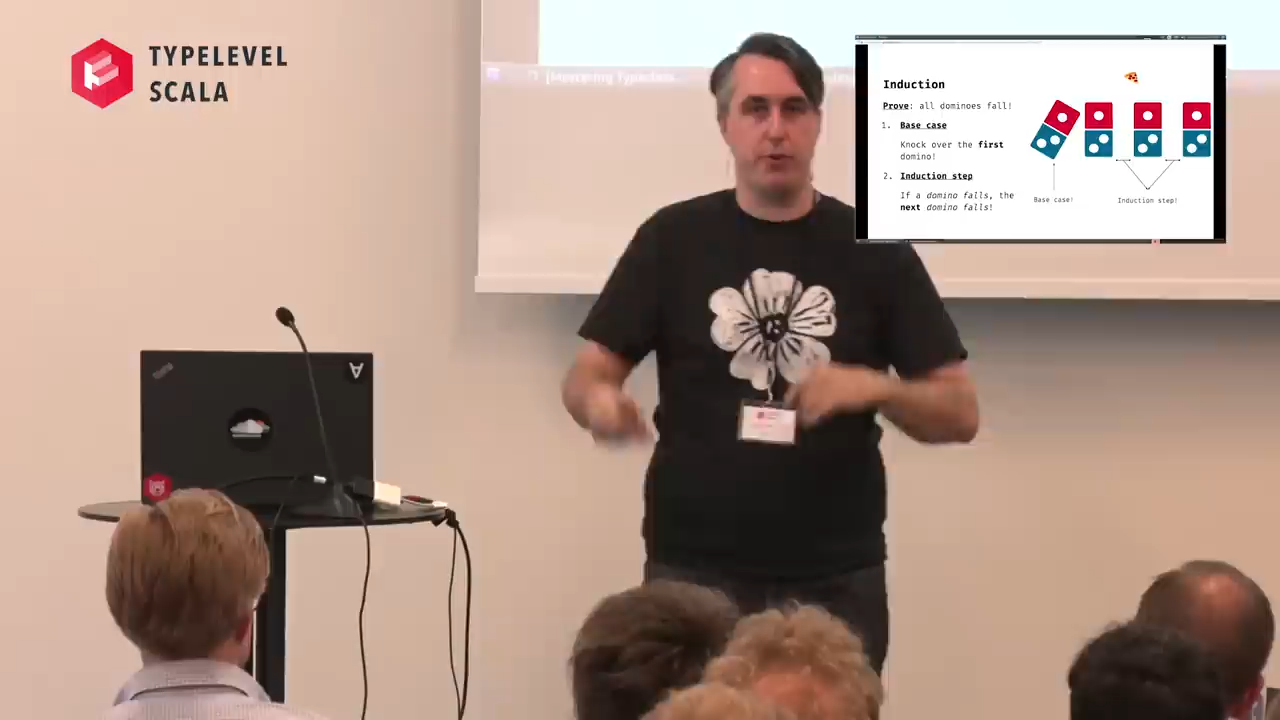 TYPELEVEL
SCALA
Induction
Prove: all dominoes fall!
1. Base case
Knock over the first
domino!
2. Induction step
If a domino falls, the
next domino falls!
Base case!
Induction step!